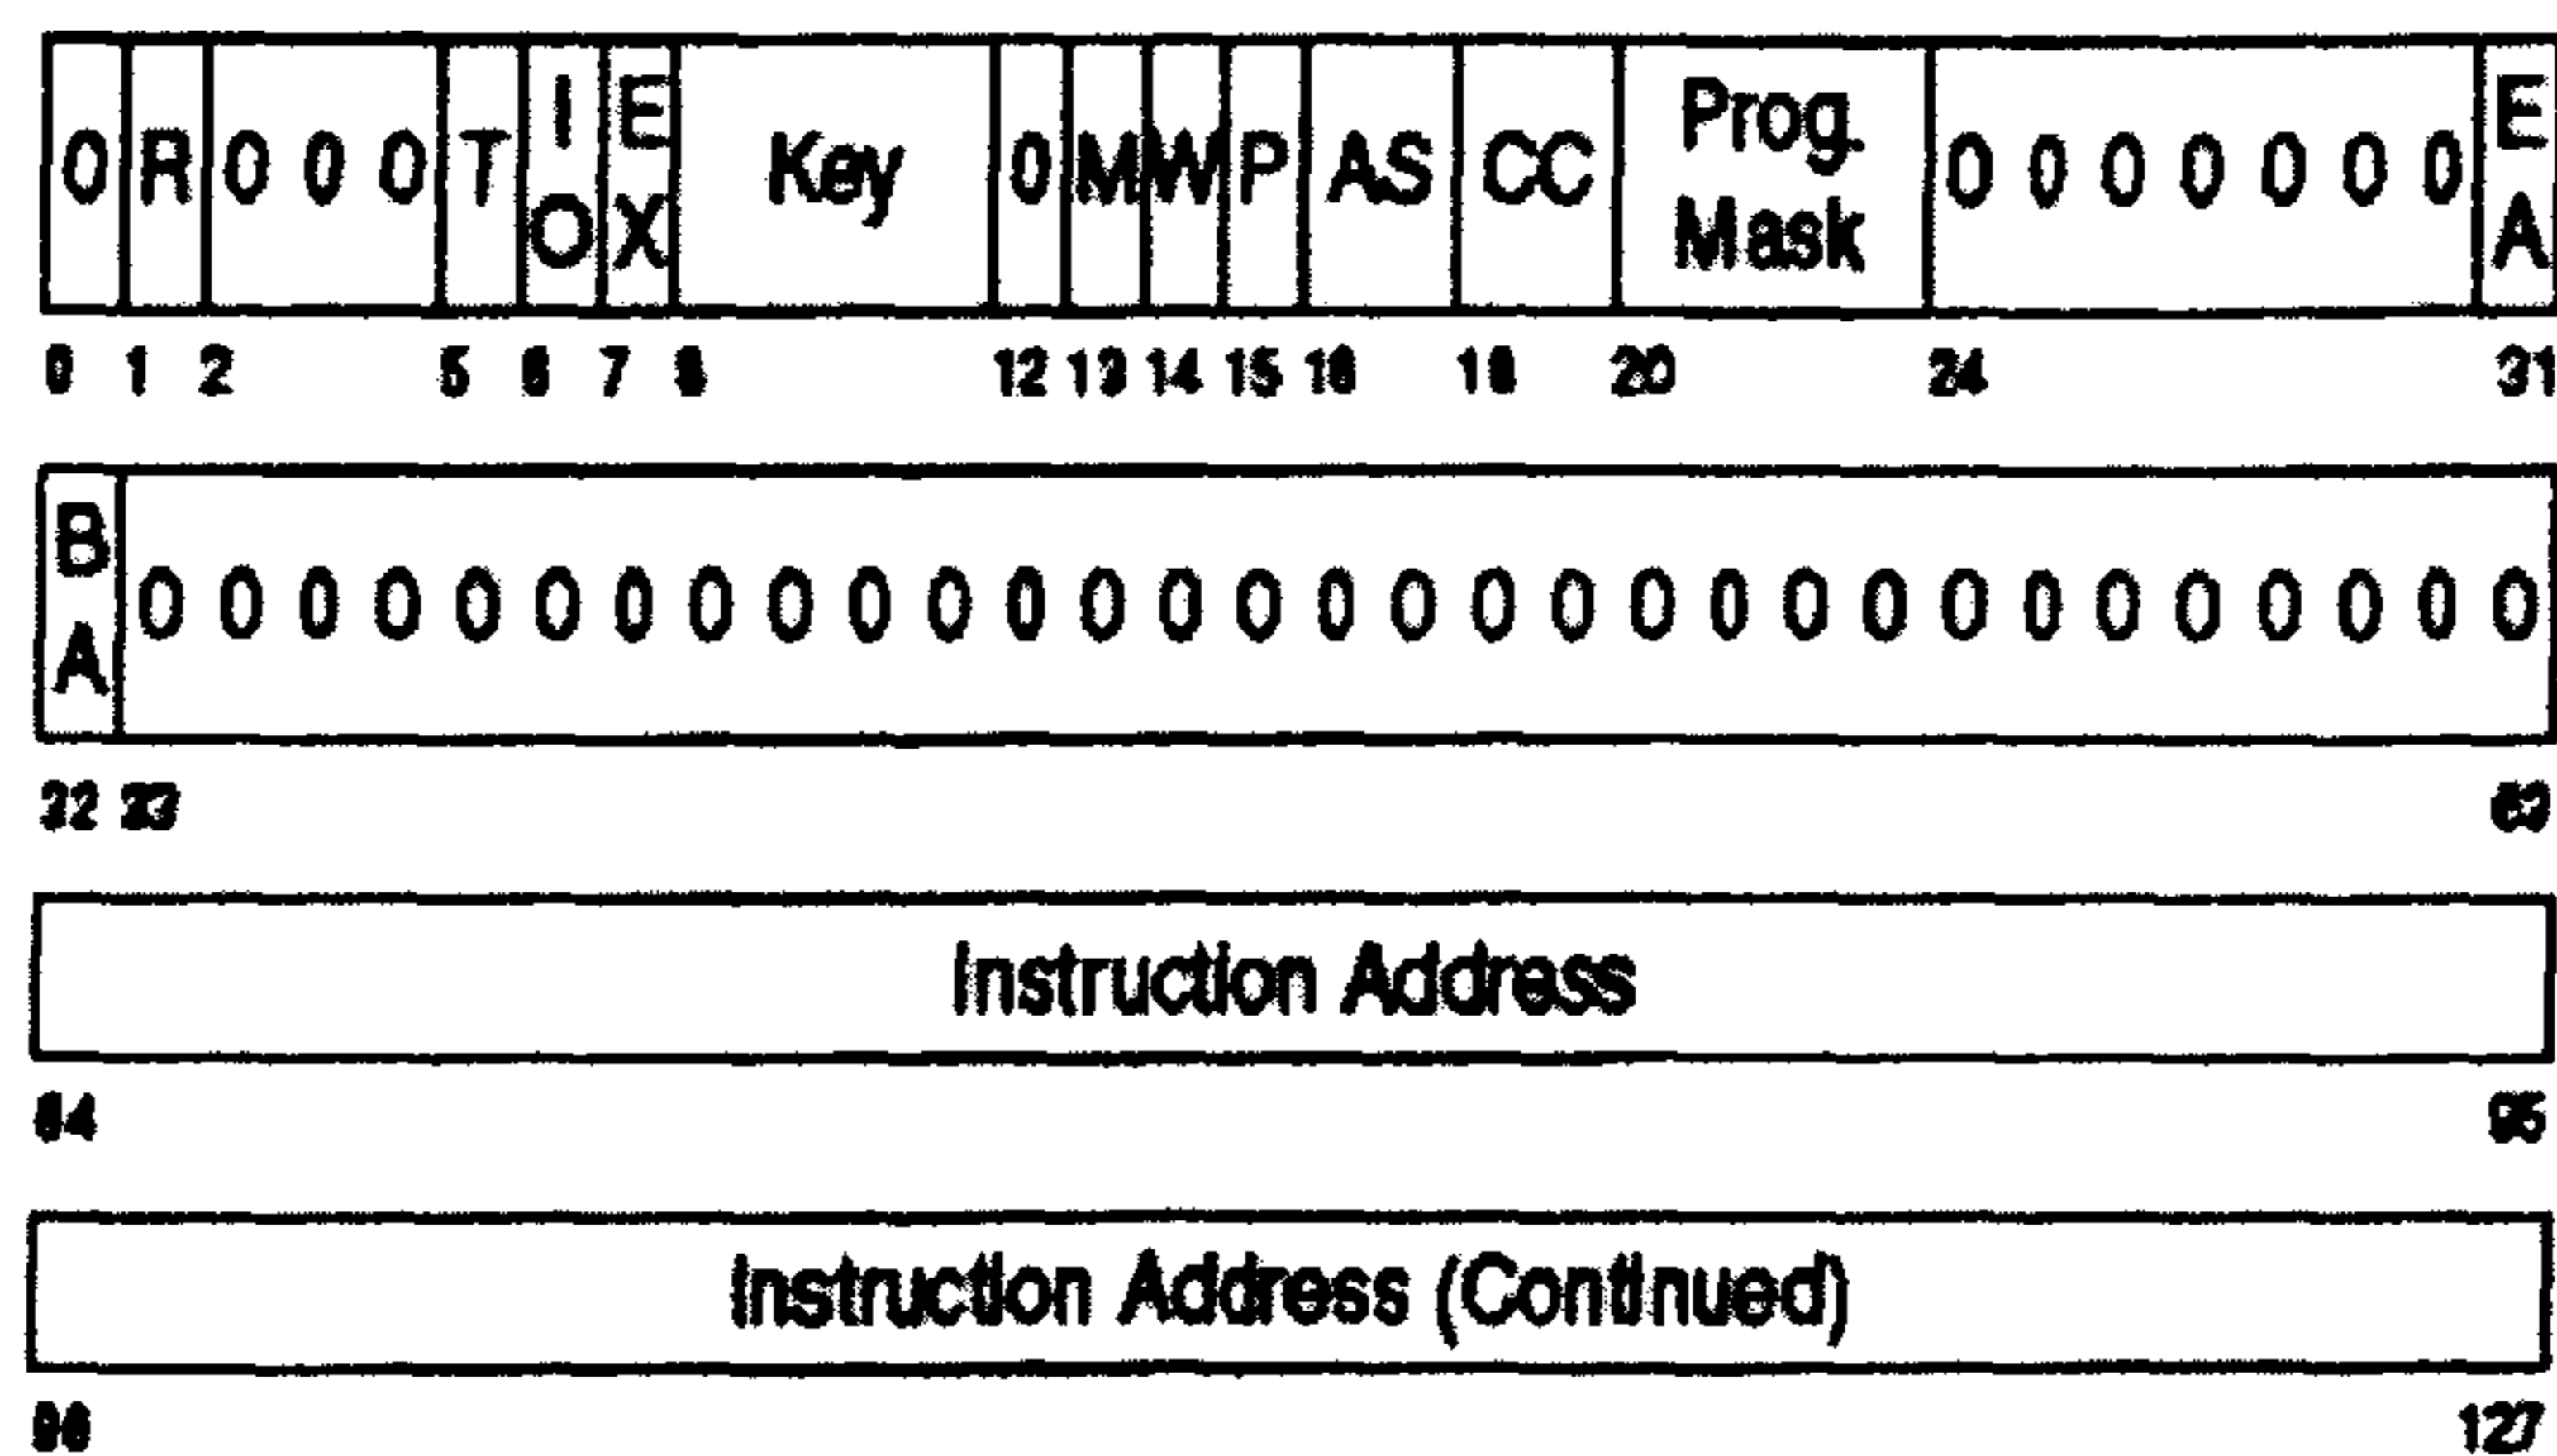 0 R 0 0 0 T IO EX Key 0 M W P AS CC Prog. Mask 0 0 0 0 0 0 0 EA
0 1 2 5 6 7 8 12 13 14 15 16 18 20 24 31
BA 0 0 0 0 0 0 0 0 0 0 0 0 0 0 0 0 0 0 0 0 0 0 0 0 0 0 0 0 0 0 0
32 33 63
Instruction Address
64 95
Instruction Address (Continued)
96 127